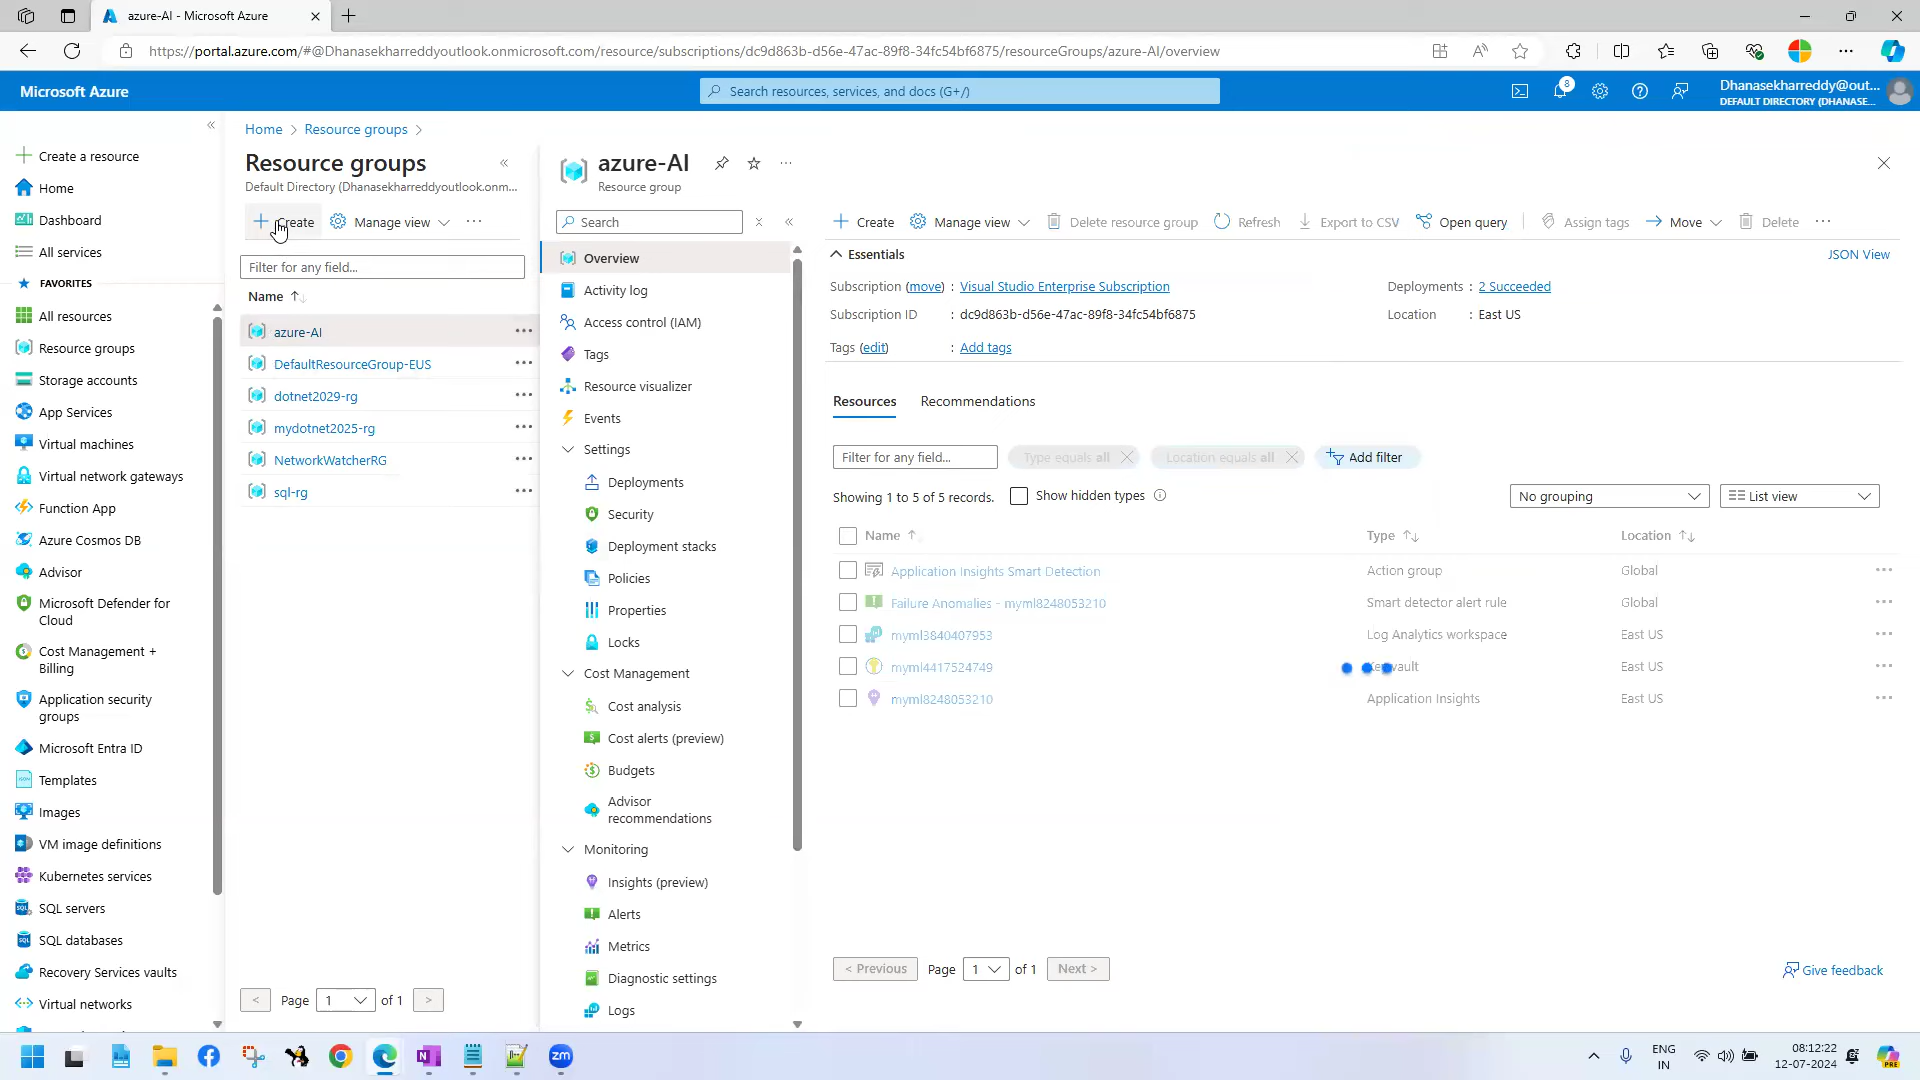 azure-AI - Microsoft Azure
https://portal.azure.com/#@Dhanasekharreddyoutlook.onmicrosoft.com/resource/subscriptions/dc9d863b-d56e-47ac-89f8-34fc54bf6875/resourceGroups/azure-AI/overview
Microsoft Azure
Search resources, services, and docs (G+/)
8
Dhanasekharreddy@out...
DEFAULT DIRECTORY (DHANASE...
Create a resource
Home
Dashboard
All services
FAVORITES
All resources
Resource groups
Storage accounts
App Services
Virtual machines
Virtual network gateways
Function App
Azure Cosmos DB
Advisor
Microsoft Defender for
Cloud
Cost Management +
Billing
Application security
groups
Microsoft Entra ID
Templates
Images
VM image definitions
Kubernetes services
SQL servers
SQL databases
Recovery Services vaults
Virtual networks
Home > Resource groups >
Resource groups
Default Directory (Dhanasekharreddyoutlook.onm...
Create Manage view
Filter for any field...
Name
azure-AI
DefaultResourceGroup-EUS
dotnet2029-rg
mydotnet2025-rg
NetworkWatcherRG
sql-rg
< Page 1 of 1 >
azure-AI
Resource group
Search
Overview
Activity log
Access control (IAM)
Tags
Resource visualizer
Events
Settings
Deployments
Security
Deployment stacks
Policies
Properties
Locks
Cost Management
Cost analysis
Cost alerts (preview)
Budgets
Advisor
recommendations
Monitoring
Insights (preview)
Alerts
Metrics
Diagnostic settings
Logs
Create Manage view Delete resource group Refresh Export to CSV Open query Assign tags Move Delete
Essentials JSON View
Subscription (move) : Visual Studio Enterprise Subscription Deployments : 2 Succeeded
Subscription ID : dc9d863b-d56e-47ac-89f8-34fc54bf6875 Location : East US
Tags (edit) : Add tags
Resources Recommendations
Filter for any field... Type equals all Location equals all Add filter
Showing 1 to 5 of 5 records. Show hidden types No grouping List view
Name Type Location
Application Insights Smart Detection Action group Global
Failure Anomalies - myml8248053210 Smart detector alert rule Global
myml3840407953 Log Analytics workspace East US
myml4417524749 Key vault East US
myml8248053210 Application Insights East US
< Previous Page 1 of 1 Next > Give feedback
zm
ENG
IN
08:12:22
12-07-2024
PRE